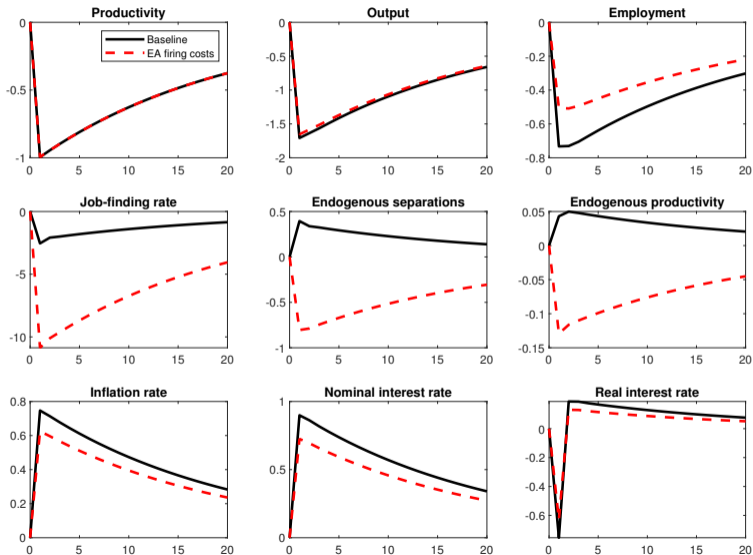 Productivity
Output
Employment
0
-0.5
-1
0 5 10 15 20
Baseline
EA firing costs
0
-0.5
-1
-1.5
-2
0 5 10 15 20
0
-0.2
-0.4
-0.6
-0.8
0 5 10 15 20
Job-finding rate
Endogenous separations
Endogenous productivity
0
-5
-10
0 5 10 15 20
0.5
0
-0.5
-1
0 5 10 15 20
0.05
0
-0.05
-0.1
-0.15
0 5 10 15 20
Inflation rate
Nominal interest rate
Real interest rate
0.8
0.6
0.4
0.2
0
0 5 10 15 20
1
0.5
0
0 5 10 15 20
0
-0.2
-0.4
-0.6
0 5 10 15 20